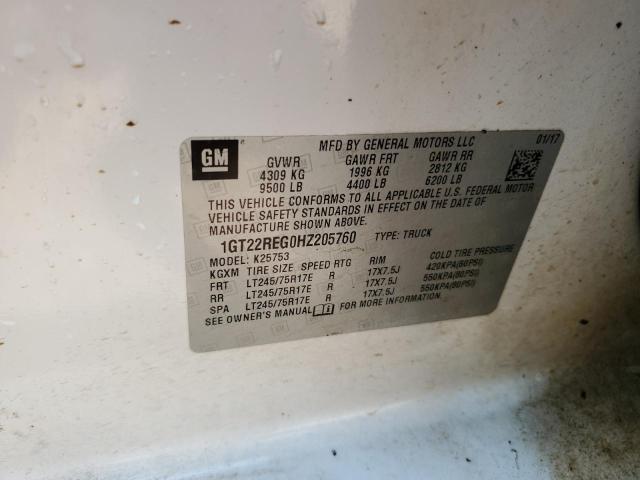 GM
MFD BY GENERAL MOTORS LLC 01/17
GVWR GAWR FRT GAWR RR
4309 KG 1996 KG 2812 KG
9500 LB 4400 LB 6200 LB
THIS VEHICLE CONFORMS TO ALL APPLICABLE U.S. FEDERAL MOTOR
VEHICLE SAFETY STANDARDS IN EFFECT ON THE DATE OF
MANUFACTURE SHOWN ABOVE.
1GT22REG0HZ205760 TYPE: TRUCK
MODEL: K25753
KGXM TIRE SIZE SPEED RTG RIM COLD TIRE PRESSURE
FRT LT245/75R17E R 17X7.5J 420KPA(60PSI)
RR LT245/75R17E R 17X7.5J 550KPA(80PSI)
SPA LT245/75R17E R 17X7.5J 550KPA(80PSI)
SEE OWNER'S MANUAL FOR MORE INFORMATION.